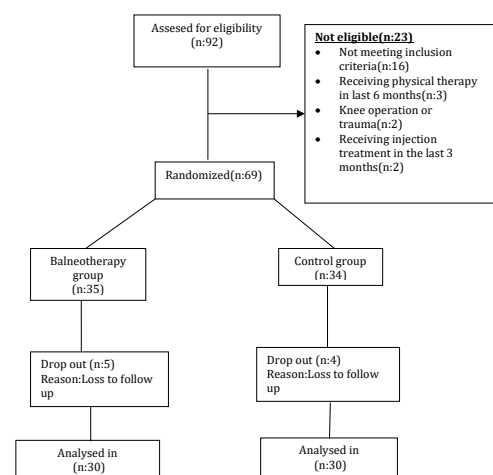 Assesed for eligibility
(n:92)
Not eligible(n:23)
• Not meeting inclusion
criteria(n:16)
• Receiving physical therapy
in last 6 months(n:3)
• Knee operation or
trauma(n:2)
• Receiving injection
treatment in the last 3
months(n:2)
Randomized(n:69)
Balneotherapy
group
(n:35)
Control group
(n:34)
Drop out (n:5)
Reason:Loss to follow
up
Drop out (n:4)
Reason:Loss to follow
up
Analysed in
(n:30)
Analysed in
(n:30)